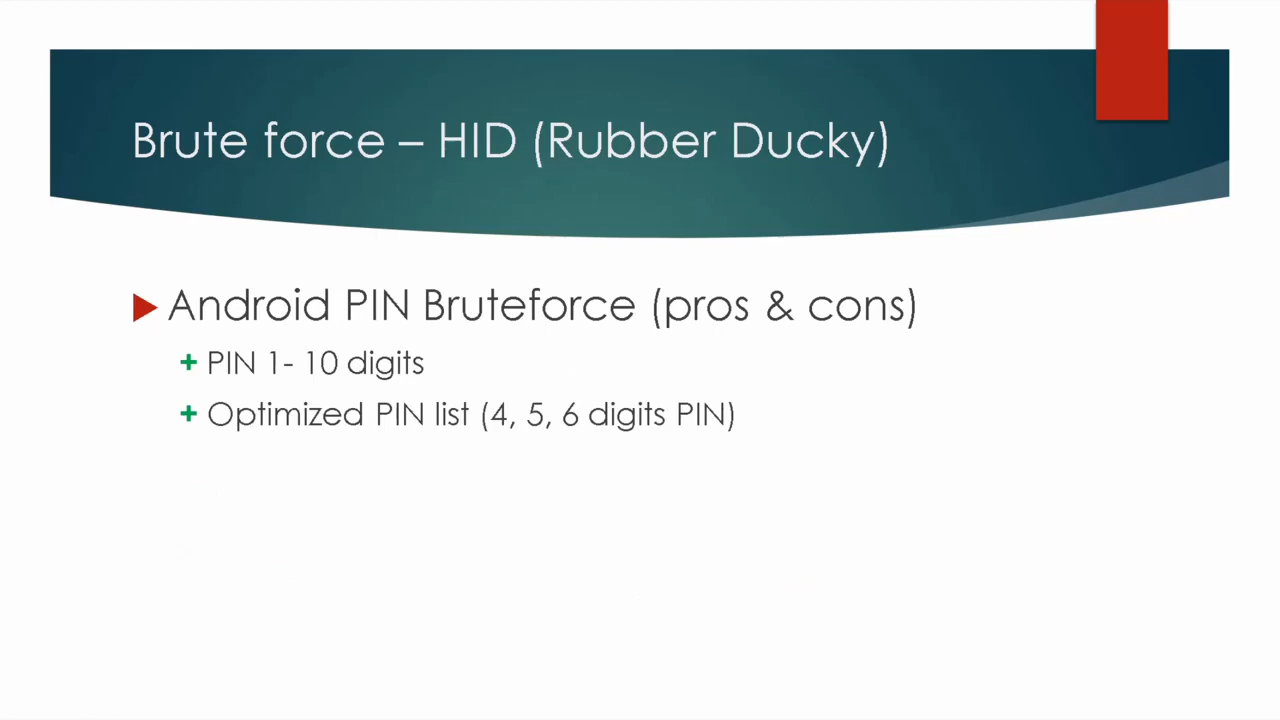 Brute force – HID (Rubber Ducky)
Android PIN Bruteforce (pros & cons)
+ PIN 1- 10 digits
+ Optimized PIN list (4, 5, 6 digits PIN)